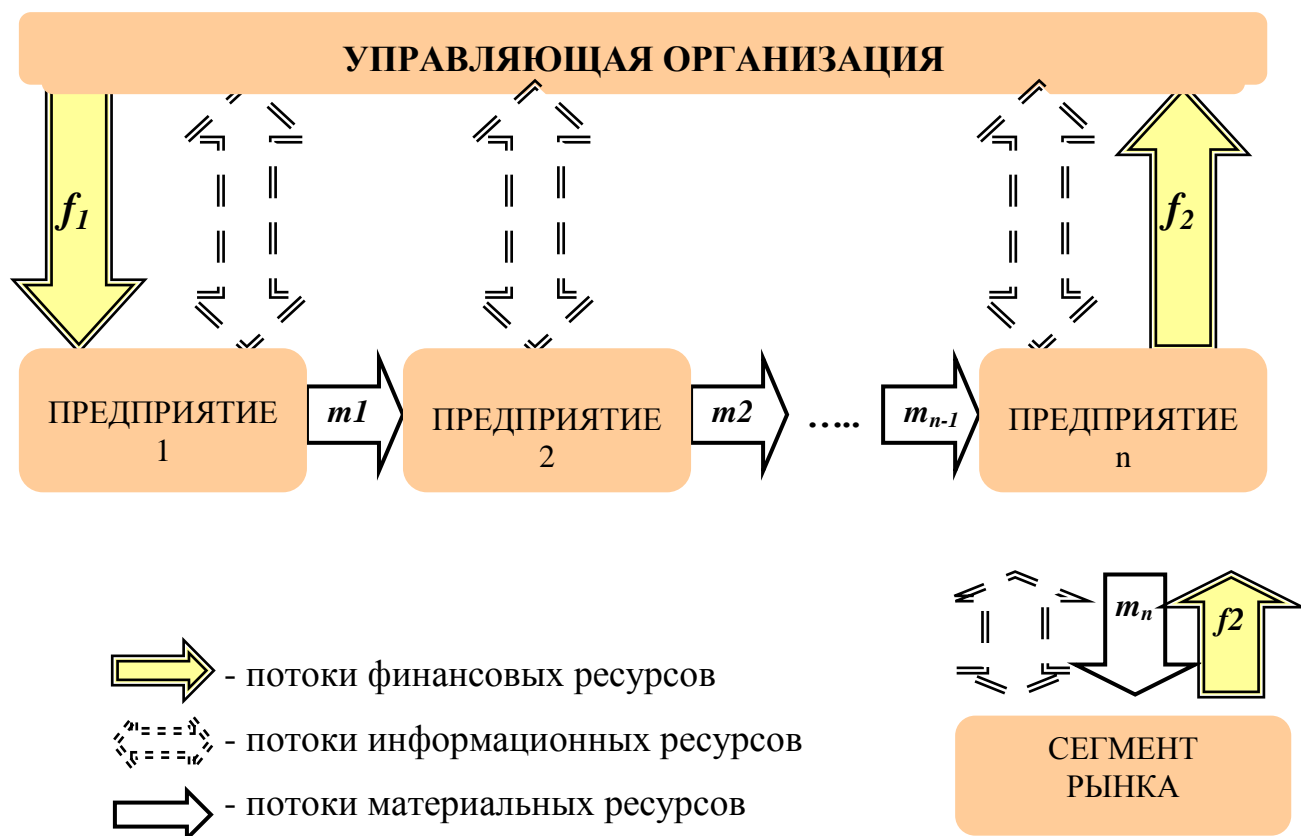 УПРАВЛЯЮЩАЯ ОРГАНИЗАЦИЯ
f1
f2
ПРЕДПРИЯТИЕ
1
m1
ПРЕДПРИЯТИЕ
2
m2
…..
mn-1
ПРЕДПРИЯТИЕ
n
mn
f2
- потоки финансовых ресурсов
- потоки информационных ресурсов
- потоки материальных ресурсов
СЕГМЕНТ
РЫНКА